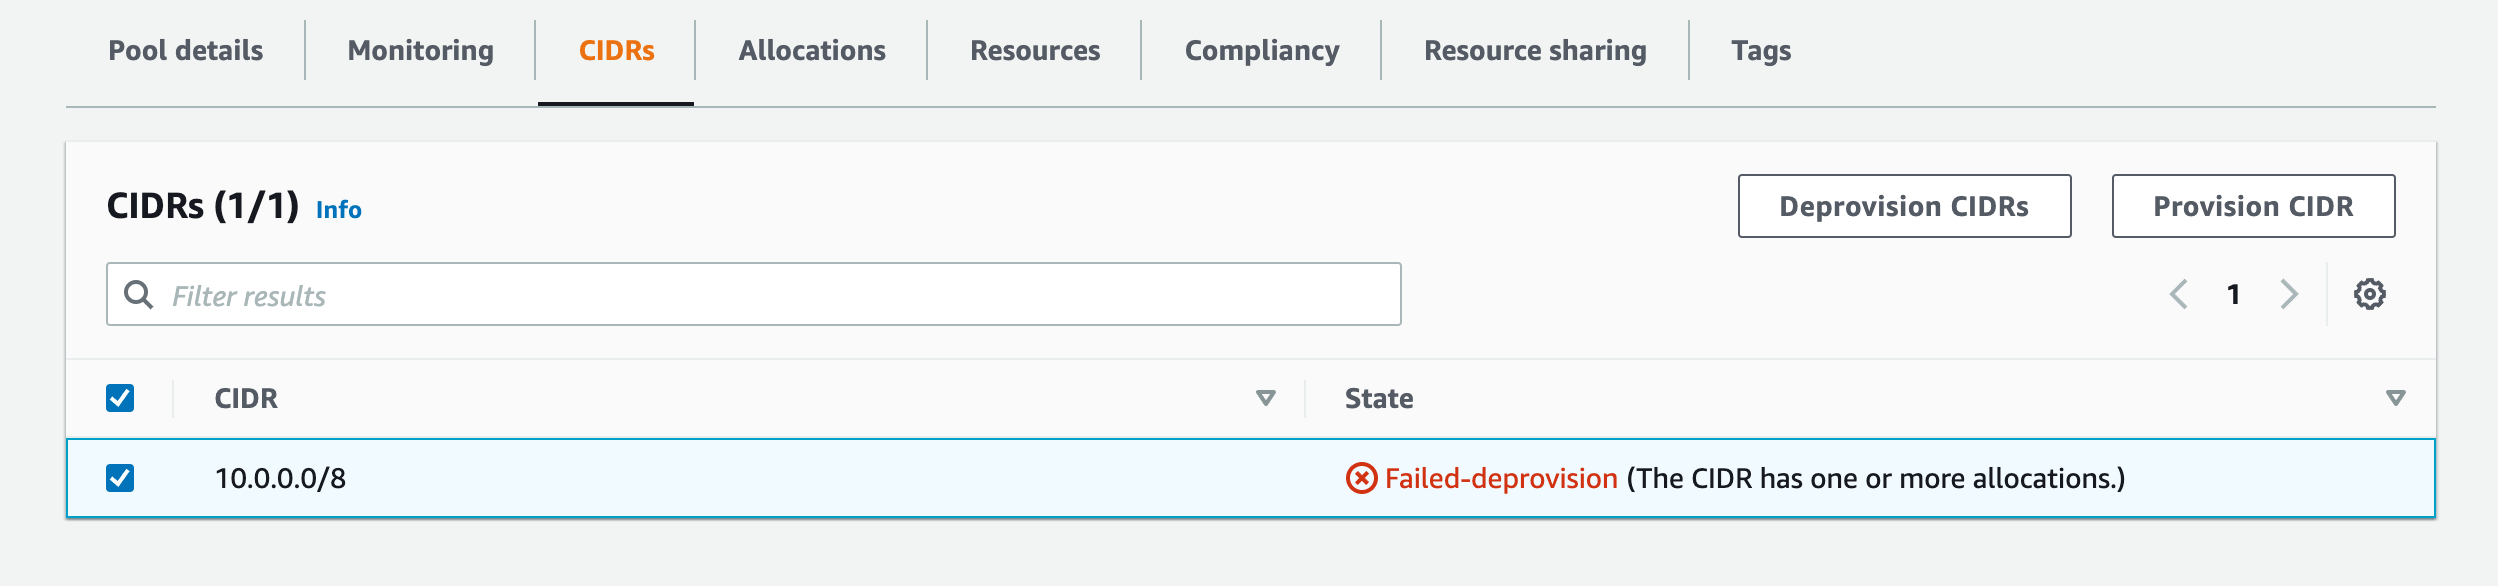 Pool details Monitoring CIDRs Allocations Resources Compliancy Resource sharing Tags
CIDRs (1/1) Info Deprovision CIDRs Provision CIDR
Filter results 1
CIDR State
10.0.0.0/8 Failed-deprovision (The CIDR has one or more allocations.)